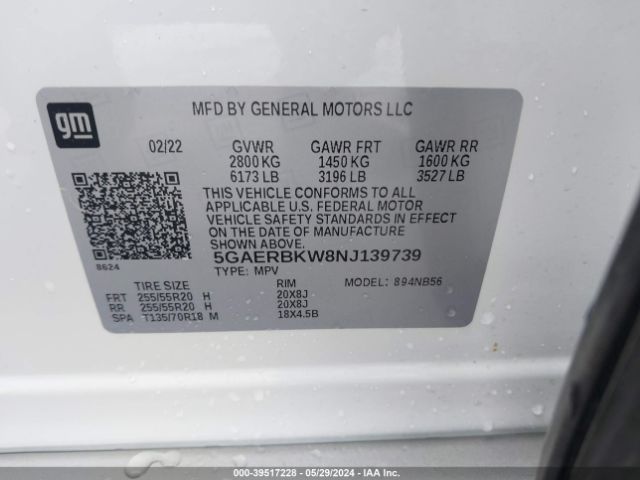 gm
MFD BY GENERAL MOTORS LLC
02/22 GVWR GAWR FRT GAWR RR
2800 KG 1450 KG 1600 KG
6173 LB 3196 LB 3527 LB
THIS VEHICLE CONFORMS TO ALL
APPLICABLE U.S. FEDERAL MOTOR
VEHICLE SAFETY STANDARDS IN EFFECT
ON THE DATE OF MANUFACTURE
SHOWN ABOVE.
8624
5GAERBKW8NJ139739
TYPE: MPV
TIRE SIZE RIM MODEL: 894NB56
FRT 255/55R20 H 20X8J
RR 255/55R20 H 20X8J
SPA T135/70R18 M 18X4.5B
000-39517228 - 05/29/2024 - IAA Inc.